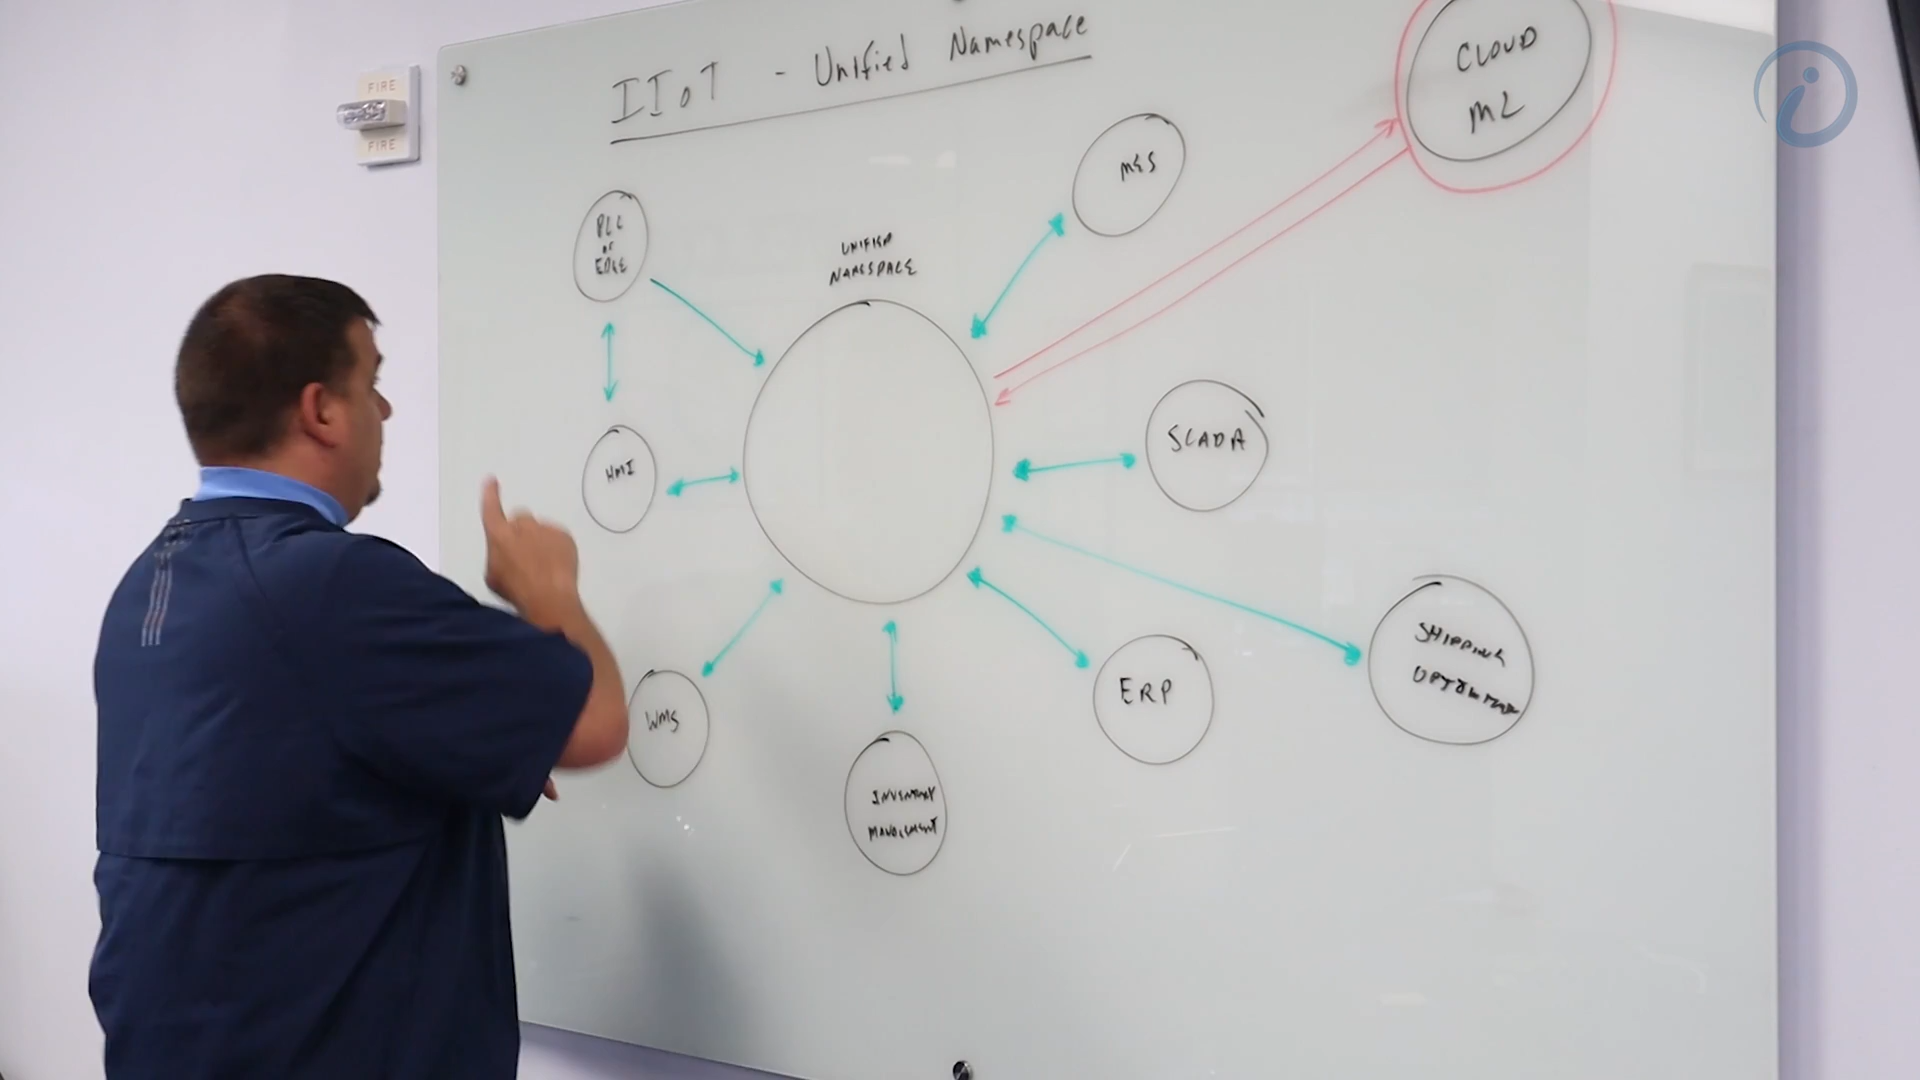 FIRE
FIRE
IIoT - Unified Namespace
CLOUD
ML
MES
PLC
or
EDGE
UNIFIED
NAMESPACE
SCADA
HMI
SHIPPING
ERP
WMS
INVENTORY
MANAGEMENT
i